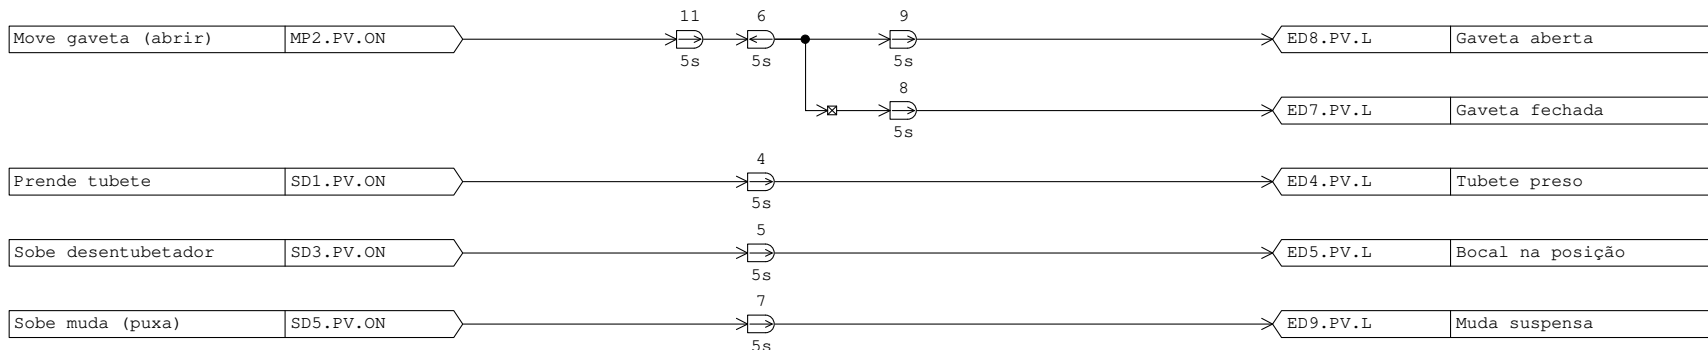 11 6 9
Move gaveta (abrir) MP2.PV.ON ED8.PV.L Gaveta aberta
5s 5s 5s
8
ED7.PV.L Gaveta fechada
5s
4
Prende tubete SD1.PV.ON ED4.PV.L Tubete preso
5s
5
Sobe desentubetador SD3.PV.ON ED5.PV.L Bocal na posição
5s
7
Sobe muda (puxa) SD5.PV.ON ED9.PV.L Muda suspensa
5s